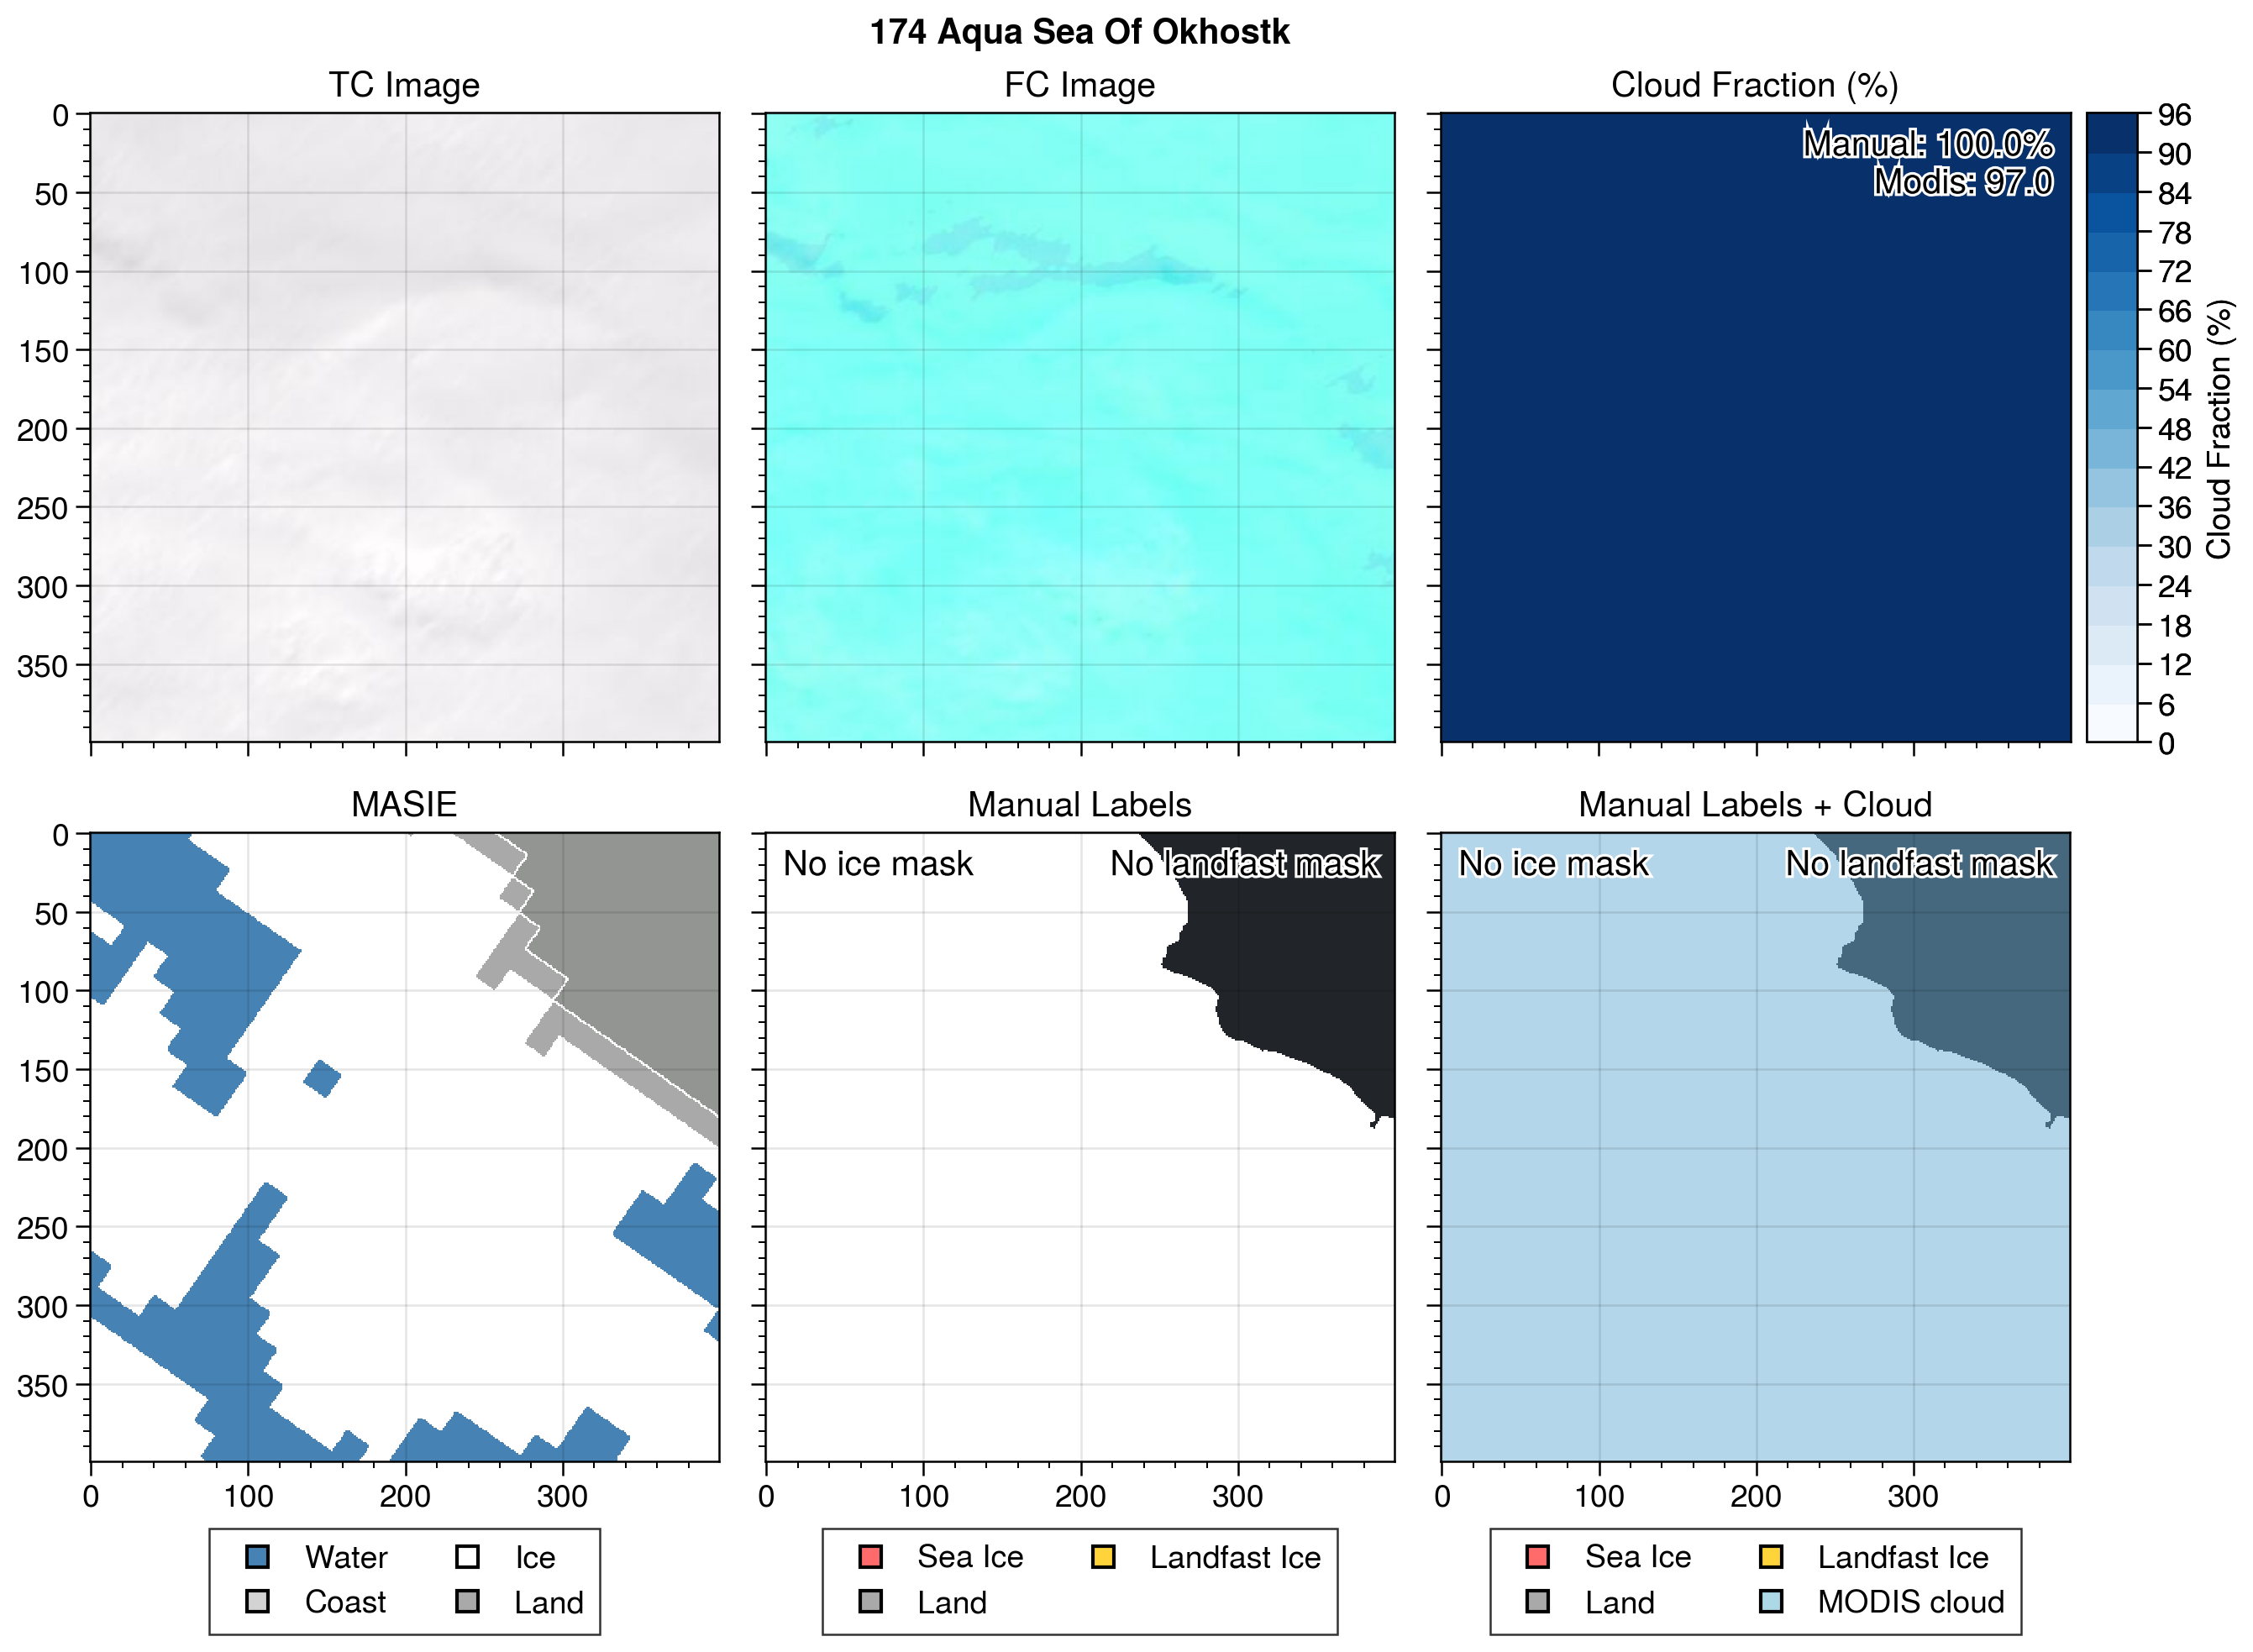 174 Aqua Sea Of Okhostk
TC Image
FC Image
Cloud Fraction (%)
0
50
100
150
200
250
300
350
Manual: 100.0%
Modis: 97.0
96
90
84
78
72
66
60
54
48
42
36
30
24
18
12
6
0
Cloud Fraction (%)
MASIE
Manual Labels
Manual Labels + Cloud
0
50
100
150
200
250
300
350
No ice mask
No landfast mask
No ice mask
No landfast mask
0 100 200 300
0 100 200 300
0 100 200 300
Water Ice
Coast Land
Sea Ice Landfast Ice
Land
Sea Ice Landfast Ice
Land MODIS cloud